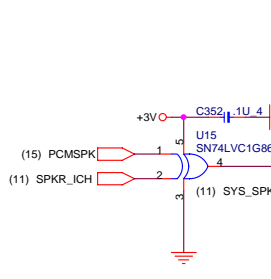 C352 .1U_4
+3V
U15
5 SN74LVC1G86
(15) PCMSPK 1
4
(11) SPKR_ICH 2
3 (11) SYS_SPK